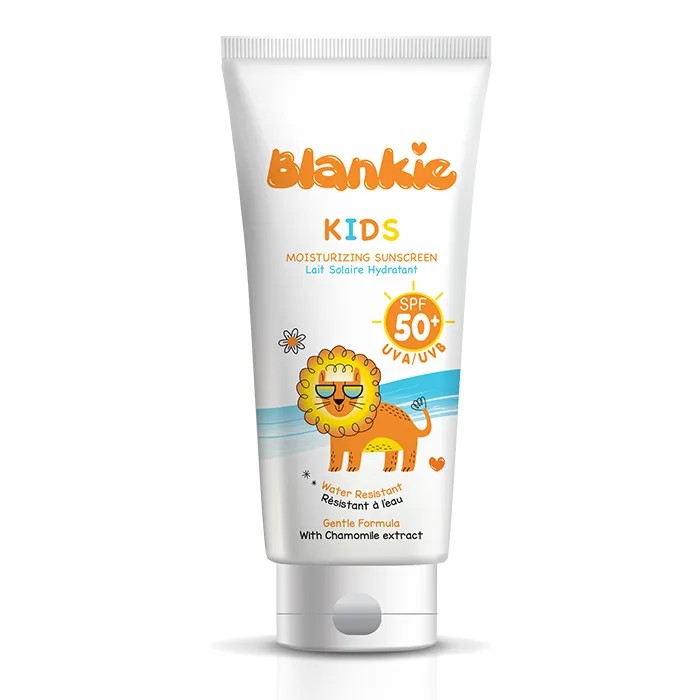 Blankie
KIDS
MOISTURIZING SUNSCREEN
Lait Solaire Hydratant
SPF
50+
UVA/UVB
Water Resistant
Résistant à l'eau
Gentle Formula
With Chamomile extract